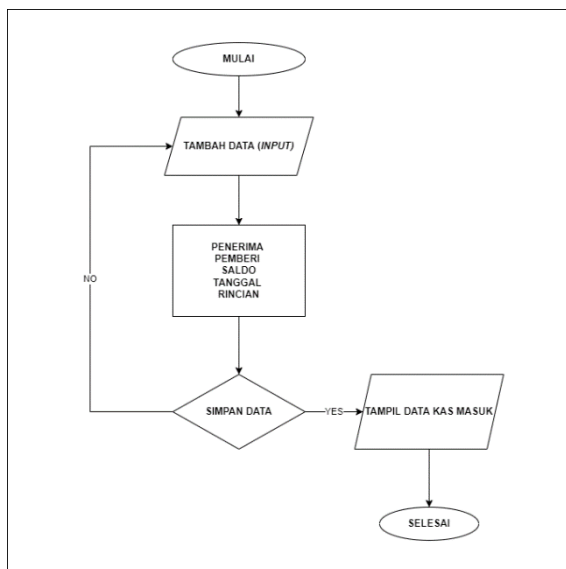 MULAI
TAMBAH DATA (INPUT)
PENERIMA
PEMBERI
SALDO
TANGGAL
RINCIAN
NO
SIMPAN DATA
YES
TAMPIL DATA KAS MASUK
SELESAI